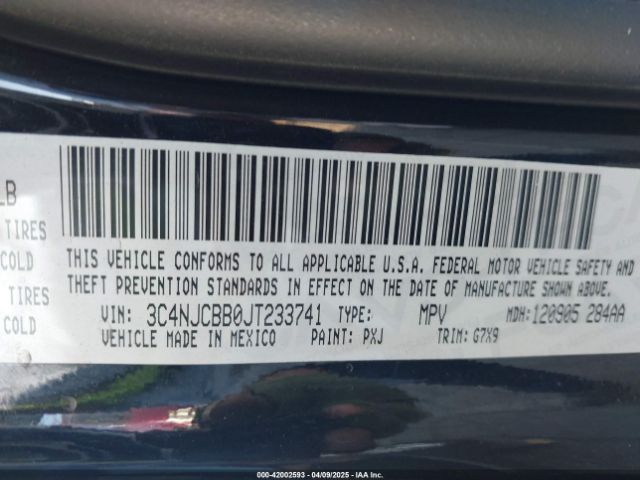 LB
TIRES
COLD
TIRES
COLD
THIS VEHICLE CONFORMS TO ALL APPLICABLE U.S.A. FEDERAL MOTOR VEHICLE SAFETY AND
THEFT PREVENTION STANDARDS IN EFFECT ON THE DATE OF MANUFACTURE SHOWN ABOVE.
VIN: 3C4NJCBB0JT233741 TYPE: MPV MDH: 120905 284AA
VEHICLE MADE IN MEXICO PAINT: PXJ TRIM: G7X9
000-42002593 - 04/09/2025 - IAA Inc.